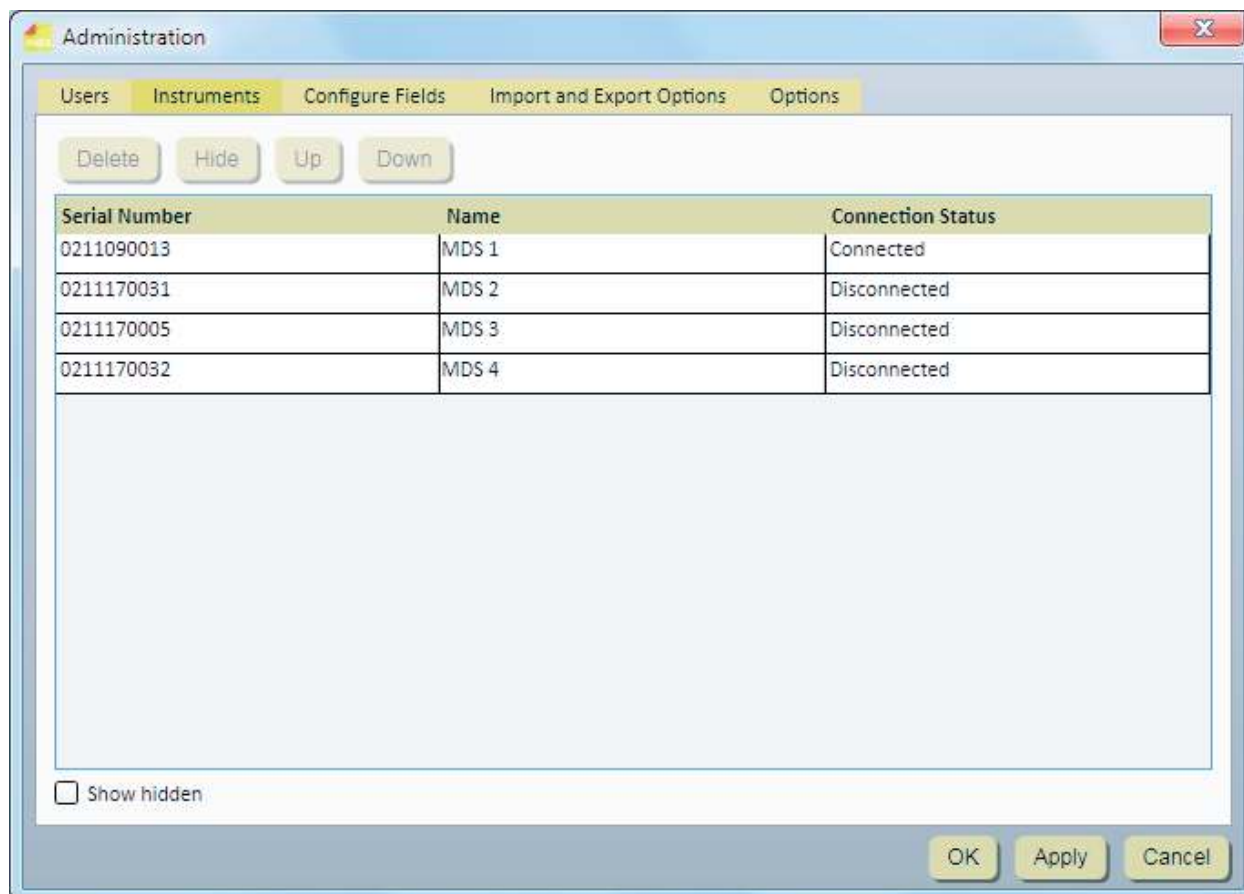 Administration
X
Users Instruments Configure Fields Import and Export Options Options
Delete Hide Up Down
Serial Number Name Connection Status
0211090013 MDS 1 Connected
0211170031 MDS 2 Disconnected
0211170005 MDS 3 Disconnected
0211170032 MDS 4 Disconnected
Show hidden
OK Apply Cancel